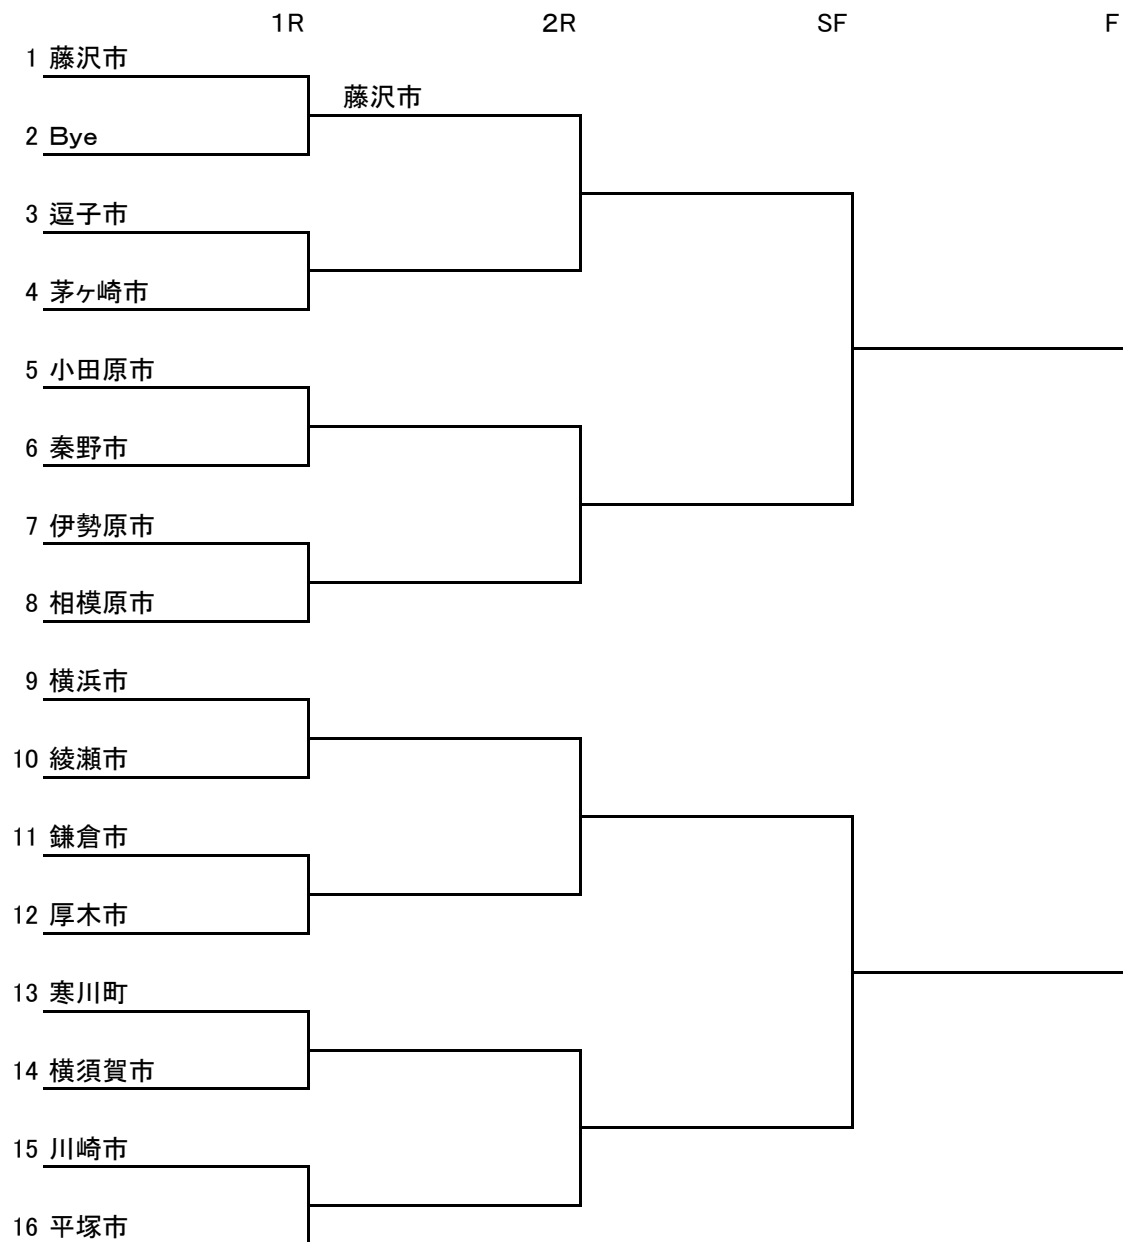 1R 2R SF F
1 藤沢市
藤沢市
2 Bye
3 逗子市
4 茅ヶ崎市
5 小田原市
6 秦野市
7 伊勢原市
8 相模原市
9 横浜市
10 綾瀬市
11 鎌倉市
12 厚木市
13 寒川町
14 横須賀市
15 川崎市
16 平塚市